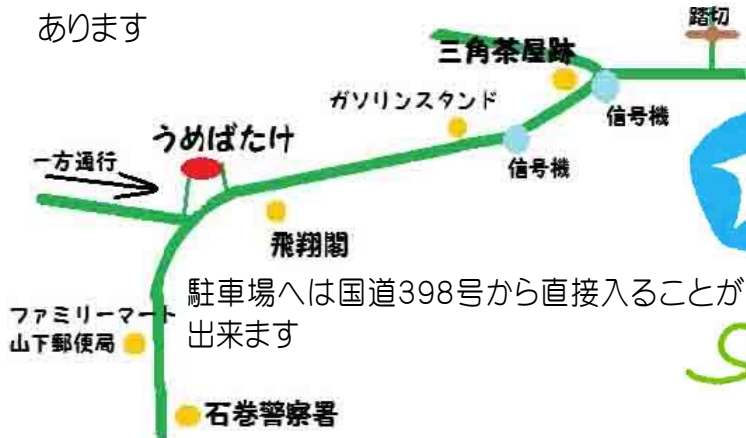 あります
踏切
三角茶屋跡
ガソリンスタンド
信号機
うめばたけ
信号機
一方通行
飛翔閣
駐車場へは国道398号から直接入ることが
出来ます
ファミリーマート
山下郵便局
石巻警察署